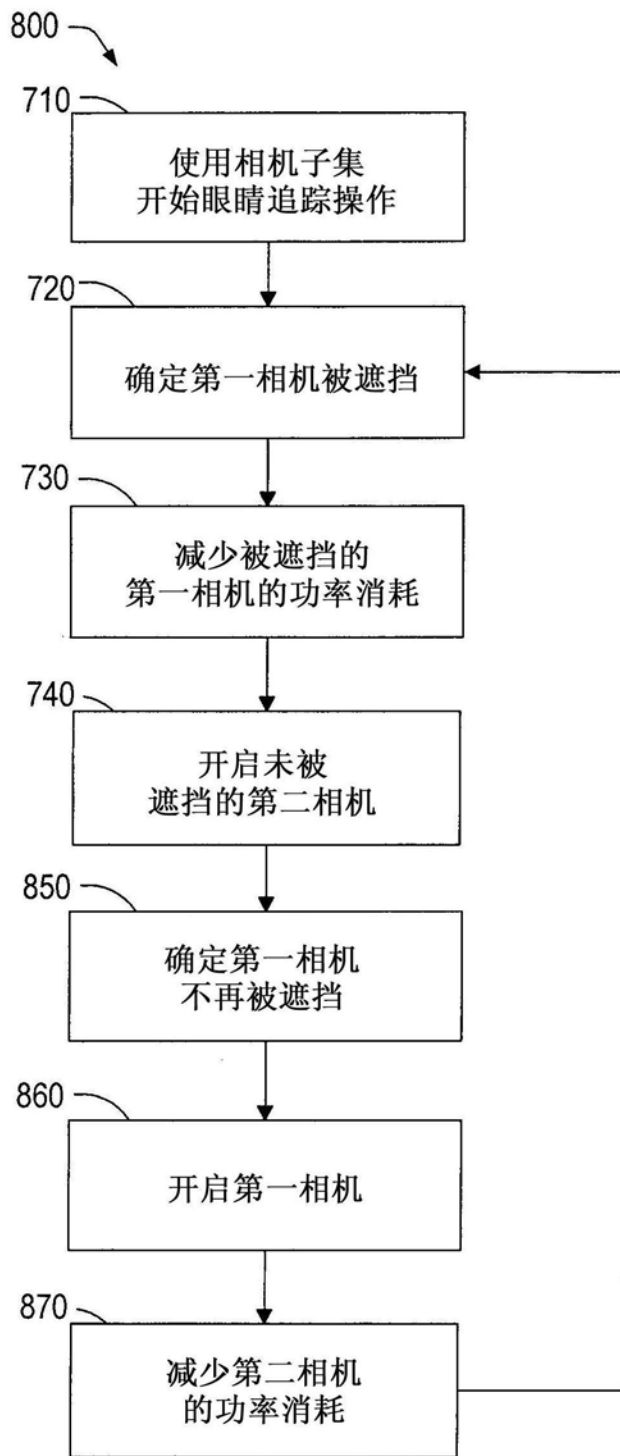 800
710
使用相机子集
开始眼睛追踪操作
720
确定第一相机被遮挡
730
减少被遮挡的
第一相机的功率消耗
740
开启未被
遮挡的第二相机
850
确定第一相机
不再被遮挡
860
开启第一相机
870
减少第二相机
的功率消耗